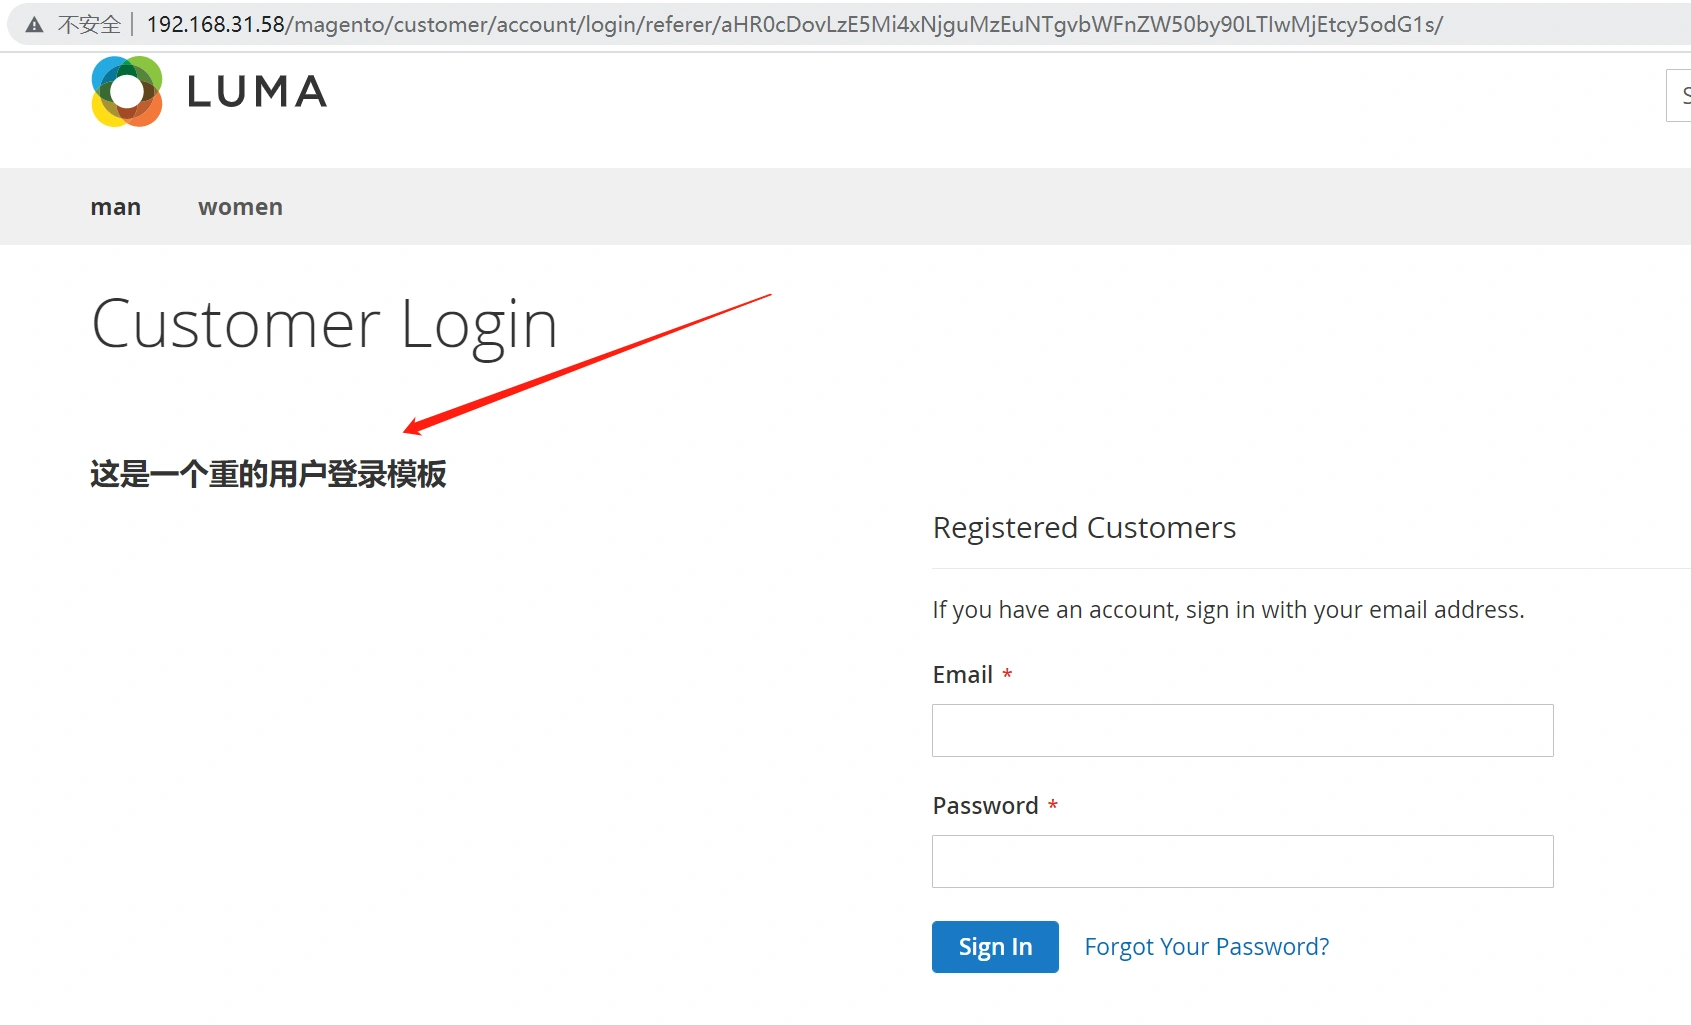 不安全 192.168.31.58/magento/customer/account/login/referer/aHR0cDovLzE5Mi4xNjguMzEuNTgvbWFnZW50by90LTIwMjEtcy5odG1s/
LUMA
S
man women
Customer Login
这是一个重的用户登录模板
Registered Customers
If you have an account, sign in with your email address.
Email *
Password *
Sign In Forgot Your Password?